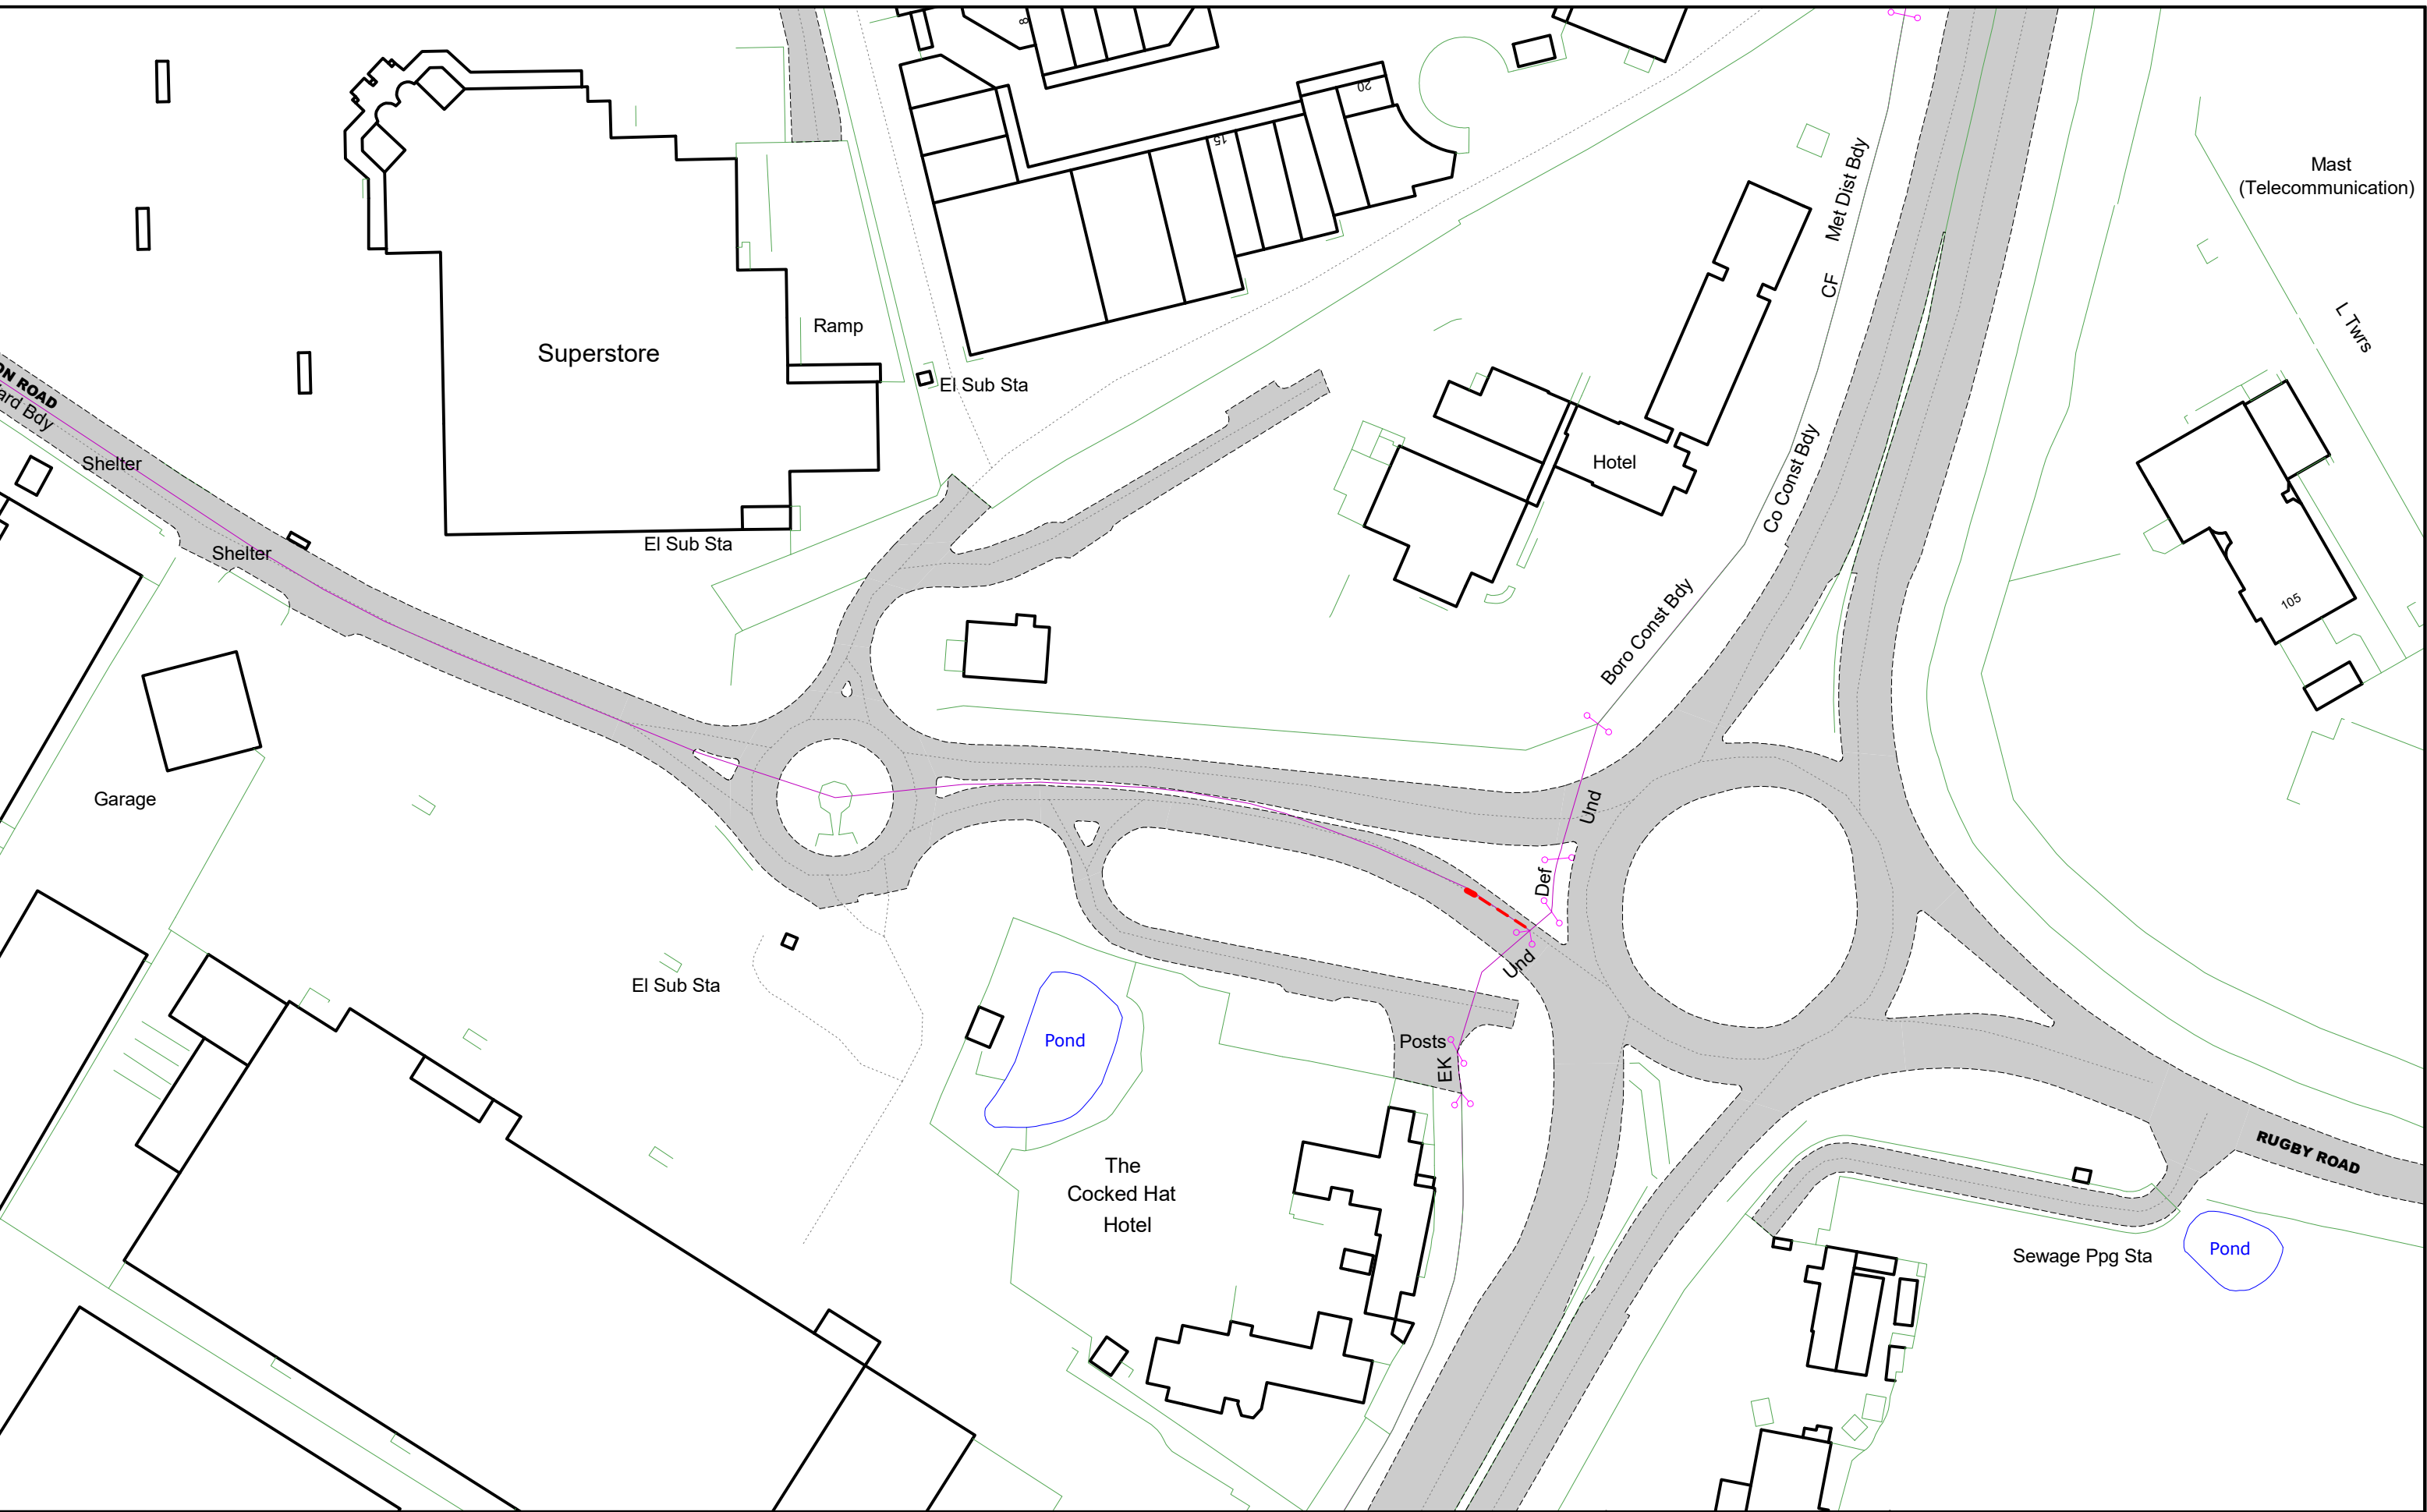 8
20
15
Mast
(Telecommunication)
Met Dist Bdy
CF
L Twrs
Ramp
Superstore
El Sub Sta
ON ROAD
ard Bdy
Shelter
Shelter
El Sub Sta
Hotel
Co Const Bdy
Boro Const Bdy
105
Garage
Und
Def
Und
El Sub Sta
Pond
Posts
EK
The
Cocked Hat
Hotel
RUGBY ROAD
Sewage Ppg Sta
Pond